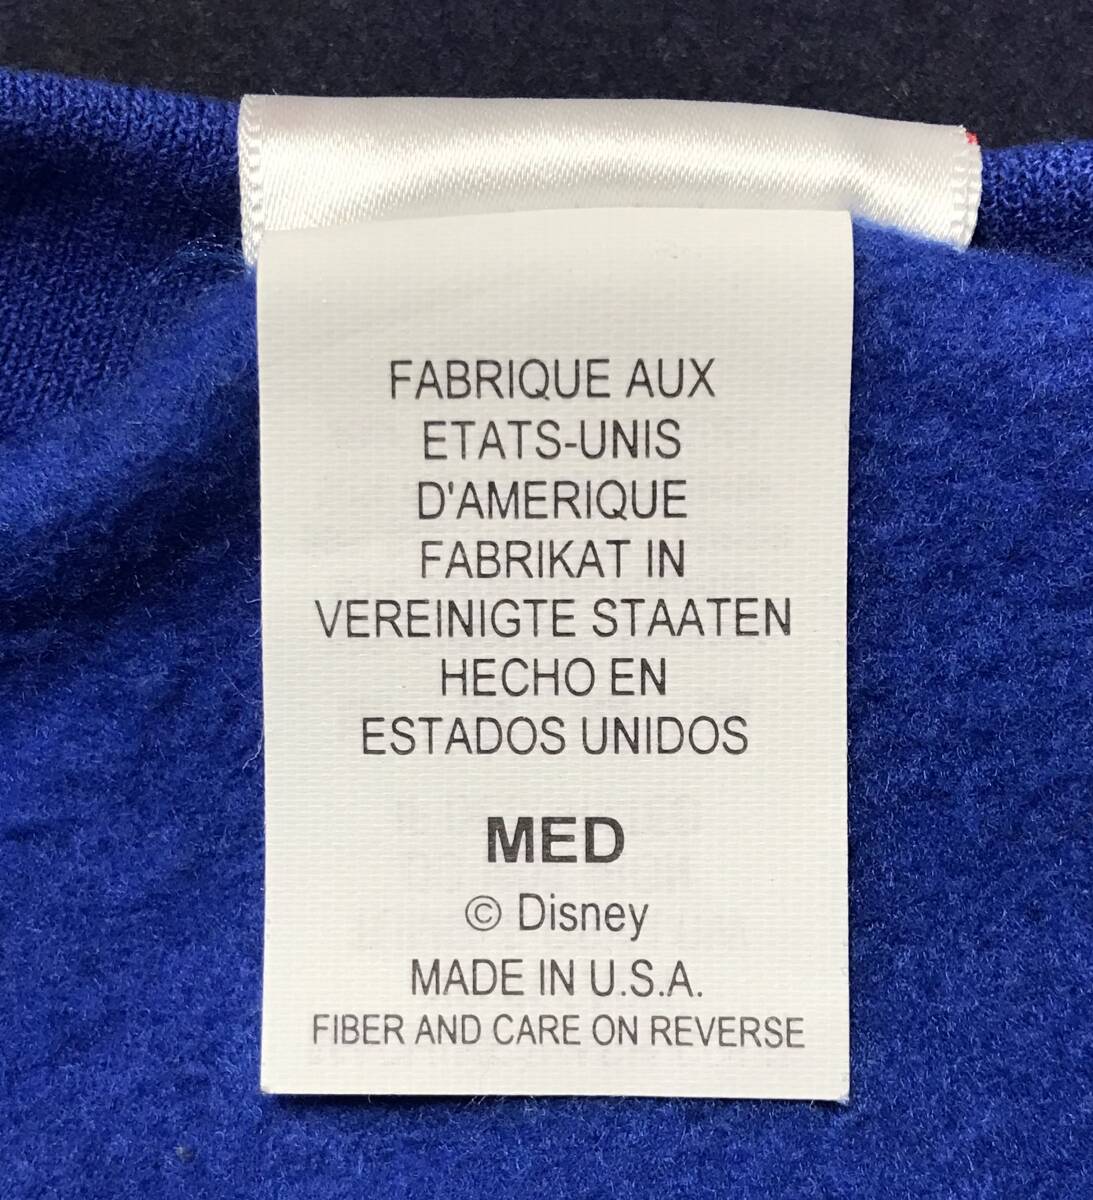 FABRIQUE AUX
ETATS-UNIS
D'AMERIQUE
FABRIKAT IN
VEREINIGTE STAATEN
HECHO EN
ESTADOS UNIDOS
MED
© Disney
MADE IN U.S.A.
FIBER AND CARE ON REVERSE